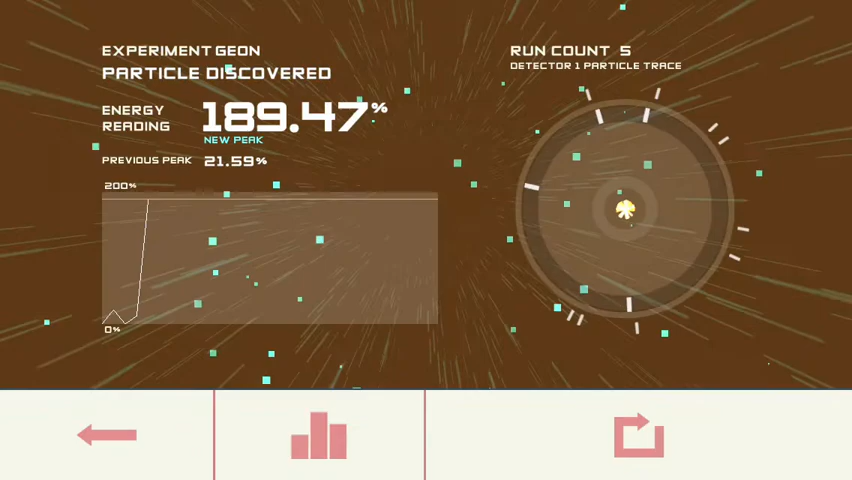 EXPERIMENT GEON
PARTICLE DISCOVERED
ENERGY READING
189.47%
NEW PEAK
PREVIOUS PEAK 21.59%
200%
0%
RUN COUNT 5
DETECTOR 1 PARTICLE TRACE